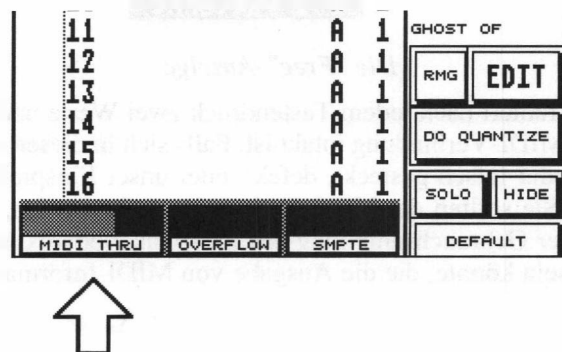 11 A 1
12 A 1
13 A 1
14 A 1
15 A 1
16 A 1
MIDI THRU OVERFLOW SMPTE
GHOST OF
RMG EDIT
DO QUANTIZE
SOLO HIDE
DEFAULT